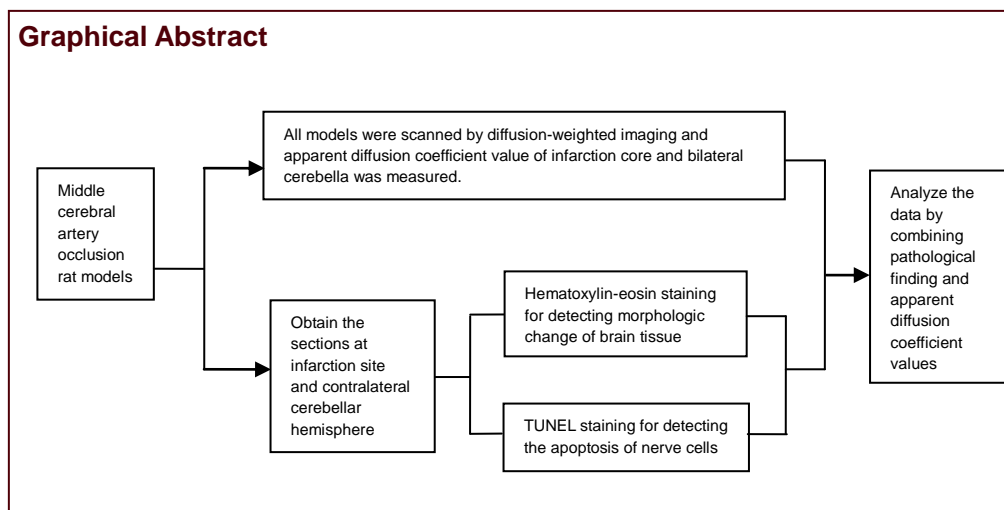 Graphical Abstract
All models were scanned by diffusion-weighted imaging and
apparent diffusion coefficient value of infarction core and bilateral
cerebella was measured.
Middle
cerebral
artery
occlusion
rat models
Obtain the
sections at
infarction site
and contralateral
cerebellar
hemisphere
Hematoxylin-eosin staining
for detecting morphologic
change of brain tissue
TUNEL staining for detecting
the apoptosis of nerve cells
Analyze the
data by
combining
pathological
finding and
apparent
diffusion
coefficient
values